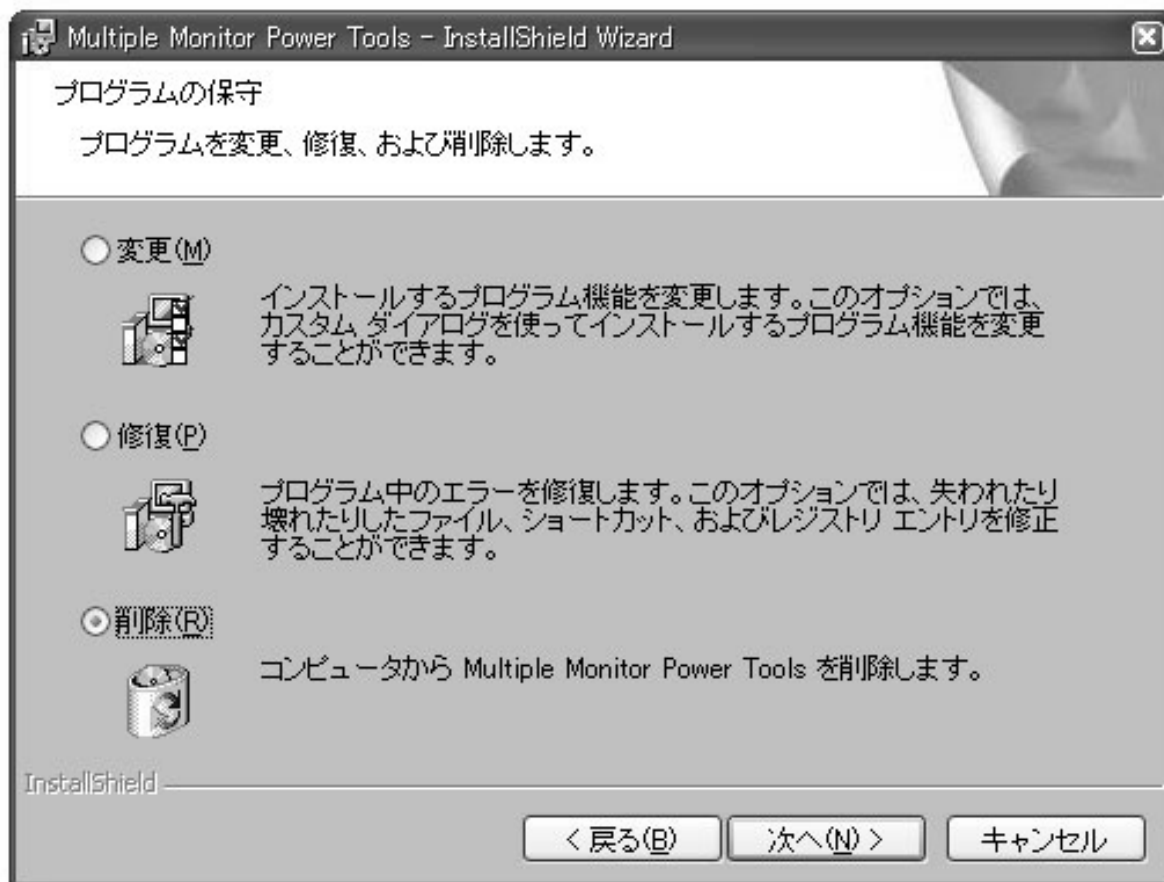 Multiple Monitor Power Tools - InstallShield Wizard
プログラムの保守
プログラムを変更、修復、および削除します。
変更(M)
インストールするプログラム機能を変更します。このオプションでは、
カスタム ダイアログを使ってインストールするプログラム機能を変更
することができます。
修復(P)
プログラム中のエラーを修復します。このオプションでは、失われたり
壊れたりしたファイル、ショートカット、およびレジストリ エントリを修正
することができます。
削除(R)
コンピュータから Multiple Monitor Power Tools を削除します。
InstallShield
< 戻る(B)
次へ(N) >
キャンセル